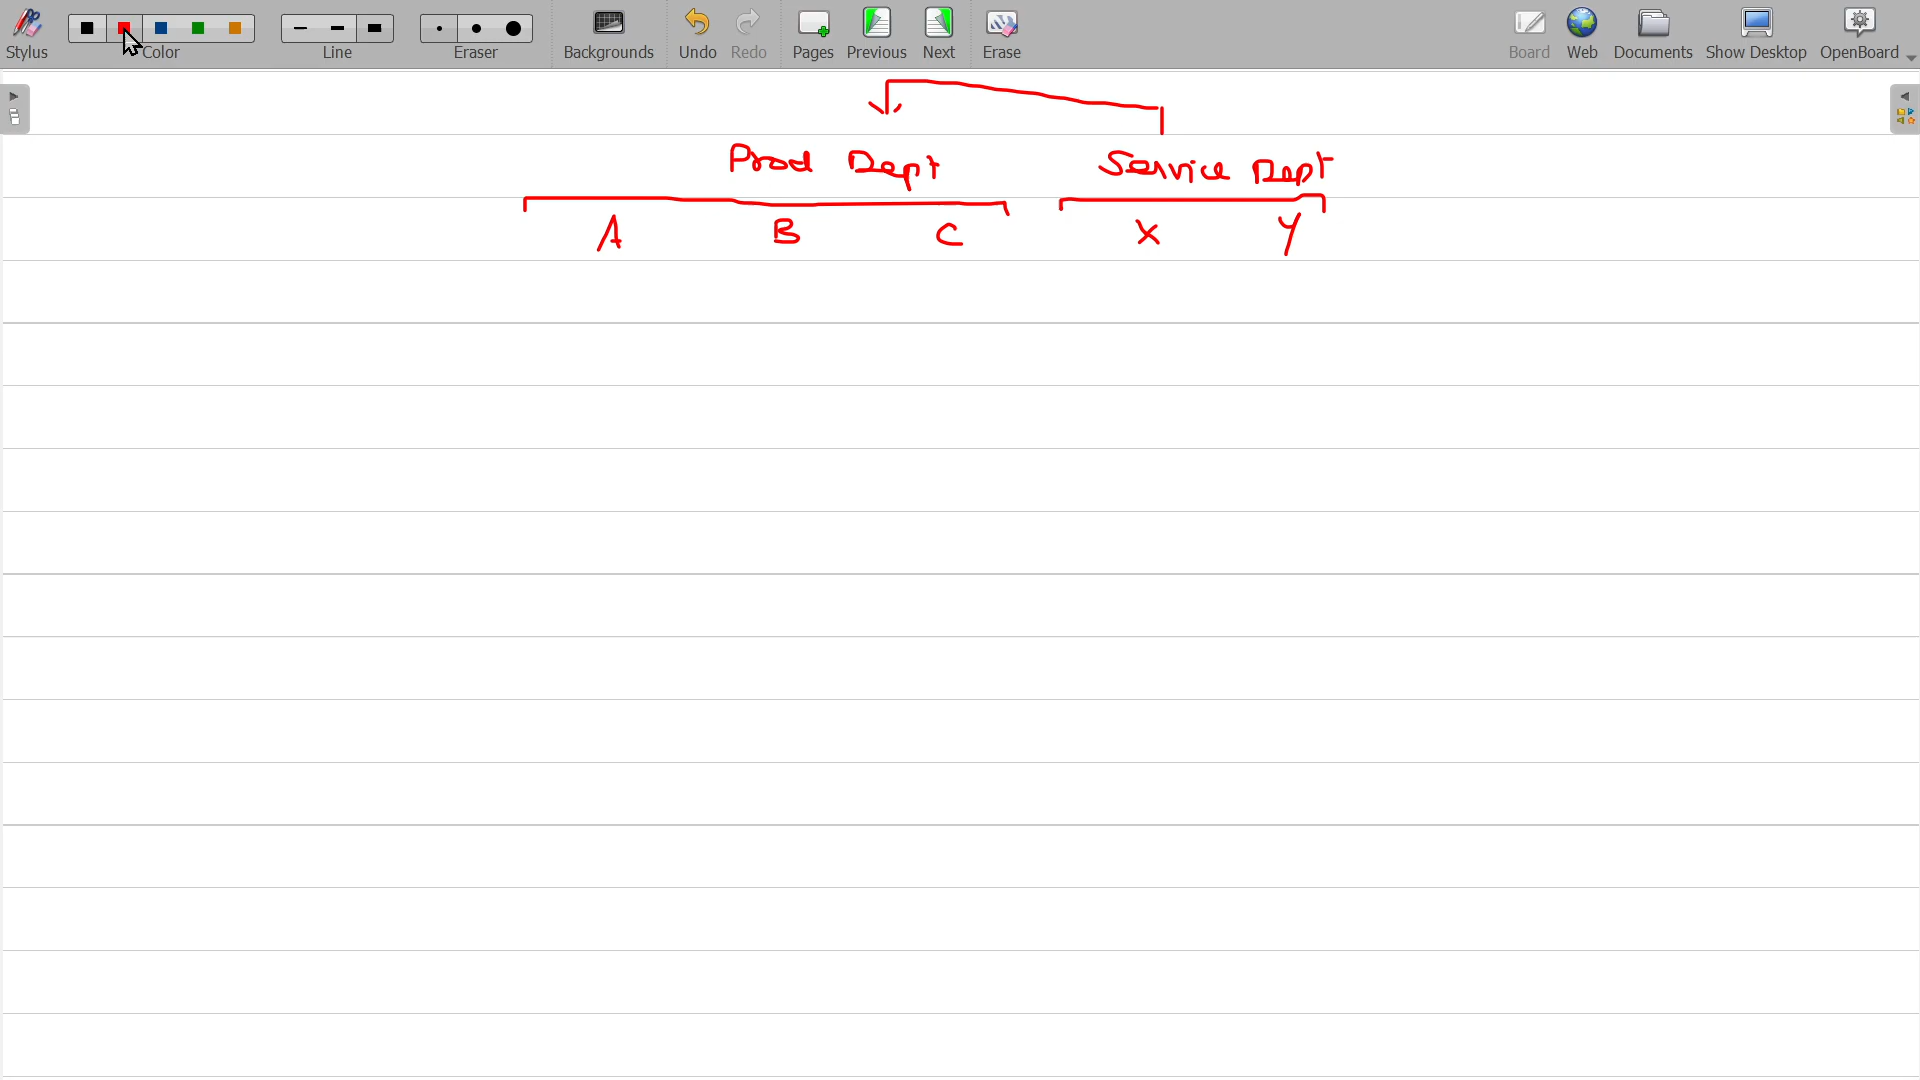 Stylus Color Line Eraser Backgrounds Undo Redo Pages Previous Next Erase Board Web Documents Show Desktop OpenBoard
Prod Dept Service Dept
A B C X Y